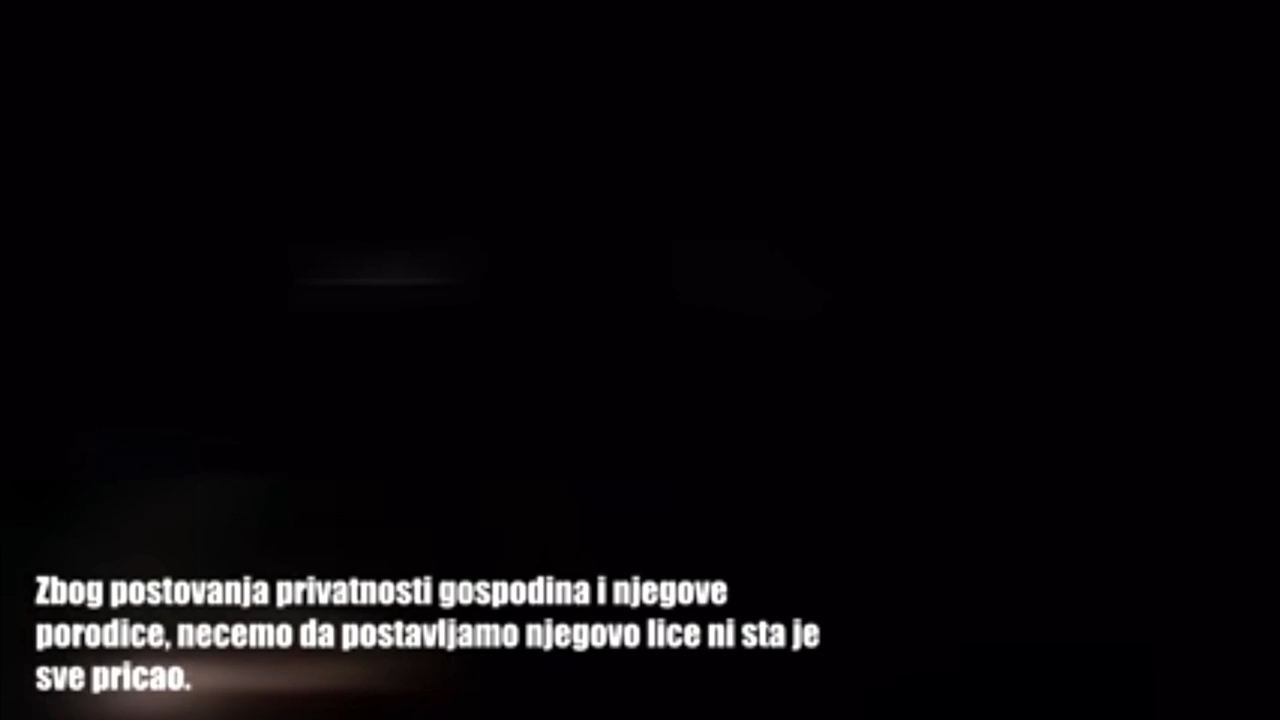 Zbog postovanja privatnosti gospodina i njegove
porodice, necemo da postavljamo njegovo lice ni sta je
sve pricao.